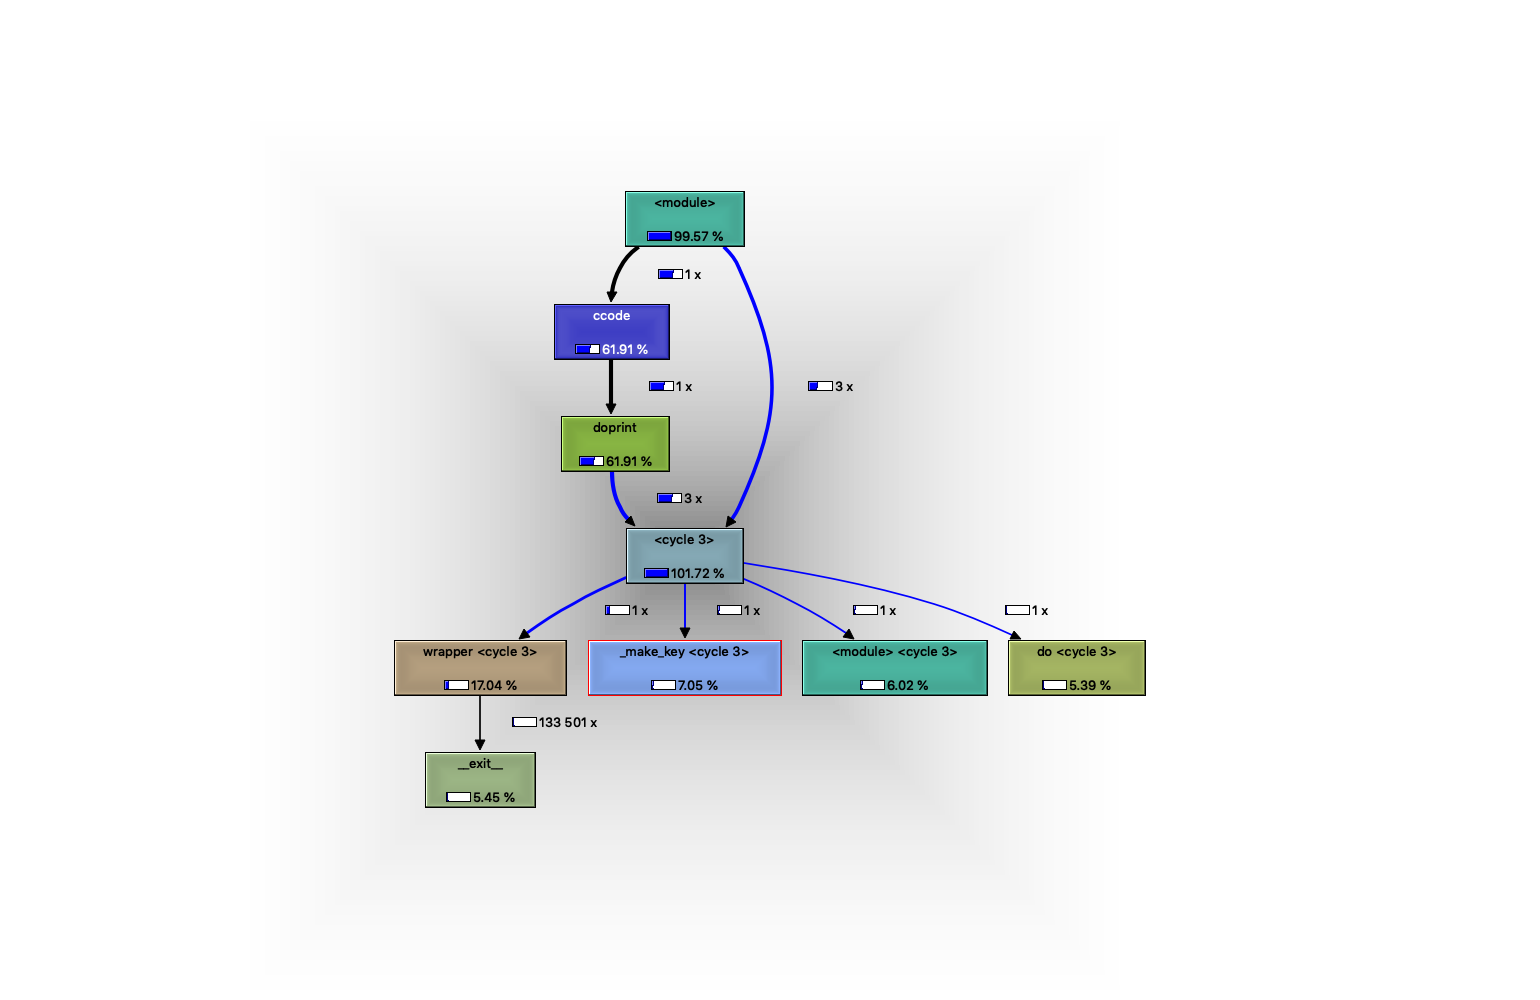 <module>
99.57 %
1 x
ccode
61.91 %
1 x
3 x
doprint
61.91 %
3 x
<cycle 3>
101.72 %
1 x
1 x
1 x
1 x
wrapper <cycle 3>
17.04 %
_make_key <cycle 3>
7.05 %
<module> <cycle 3>
6.02 %
do <cycle 3>
5.39 %
133 501 x
__exit__
5.45 %